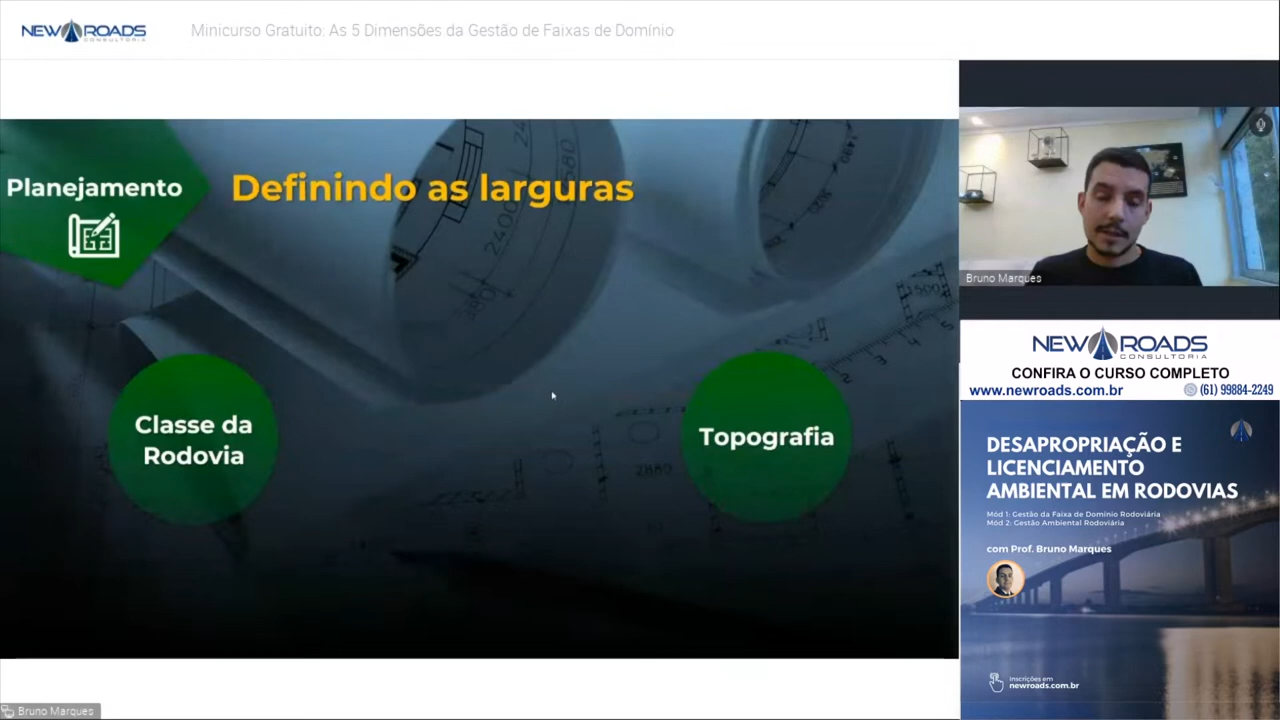 NEW ROADS
CONSULTORIA
Minicurso Gratuito: As 5 Dimensões da Gestão de Faixas de Domínio
Planejamento
Definindo as larguras
Classe da
Rodovia
Topografia
2400
2880
Bruno Marques
NEW ROADS
CONSULTORIA
CONFIRA O CURSO COMPLETO
www.newroads.com.br
(61) 99884-2249
DESAPROPRIAÇÃO E
LICENCIAMENTO
AMBIENTAL EM RODOVIAS
Mód 1: Gestão da Faixa de Domínio Rodoviária
Mód 2: Gestão Ambiental Rodoviária
com Prof. Bruno Marques
Inscrições em
newroads.com.br
Bruno Marques